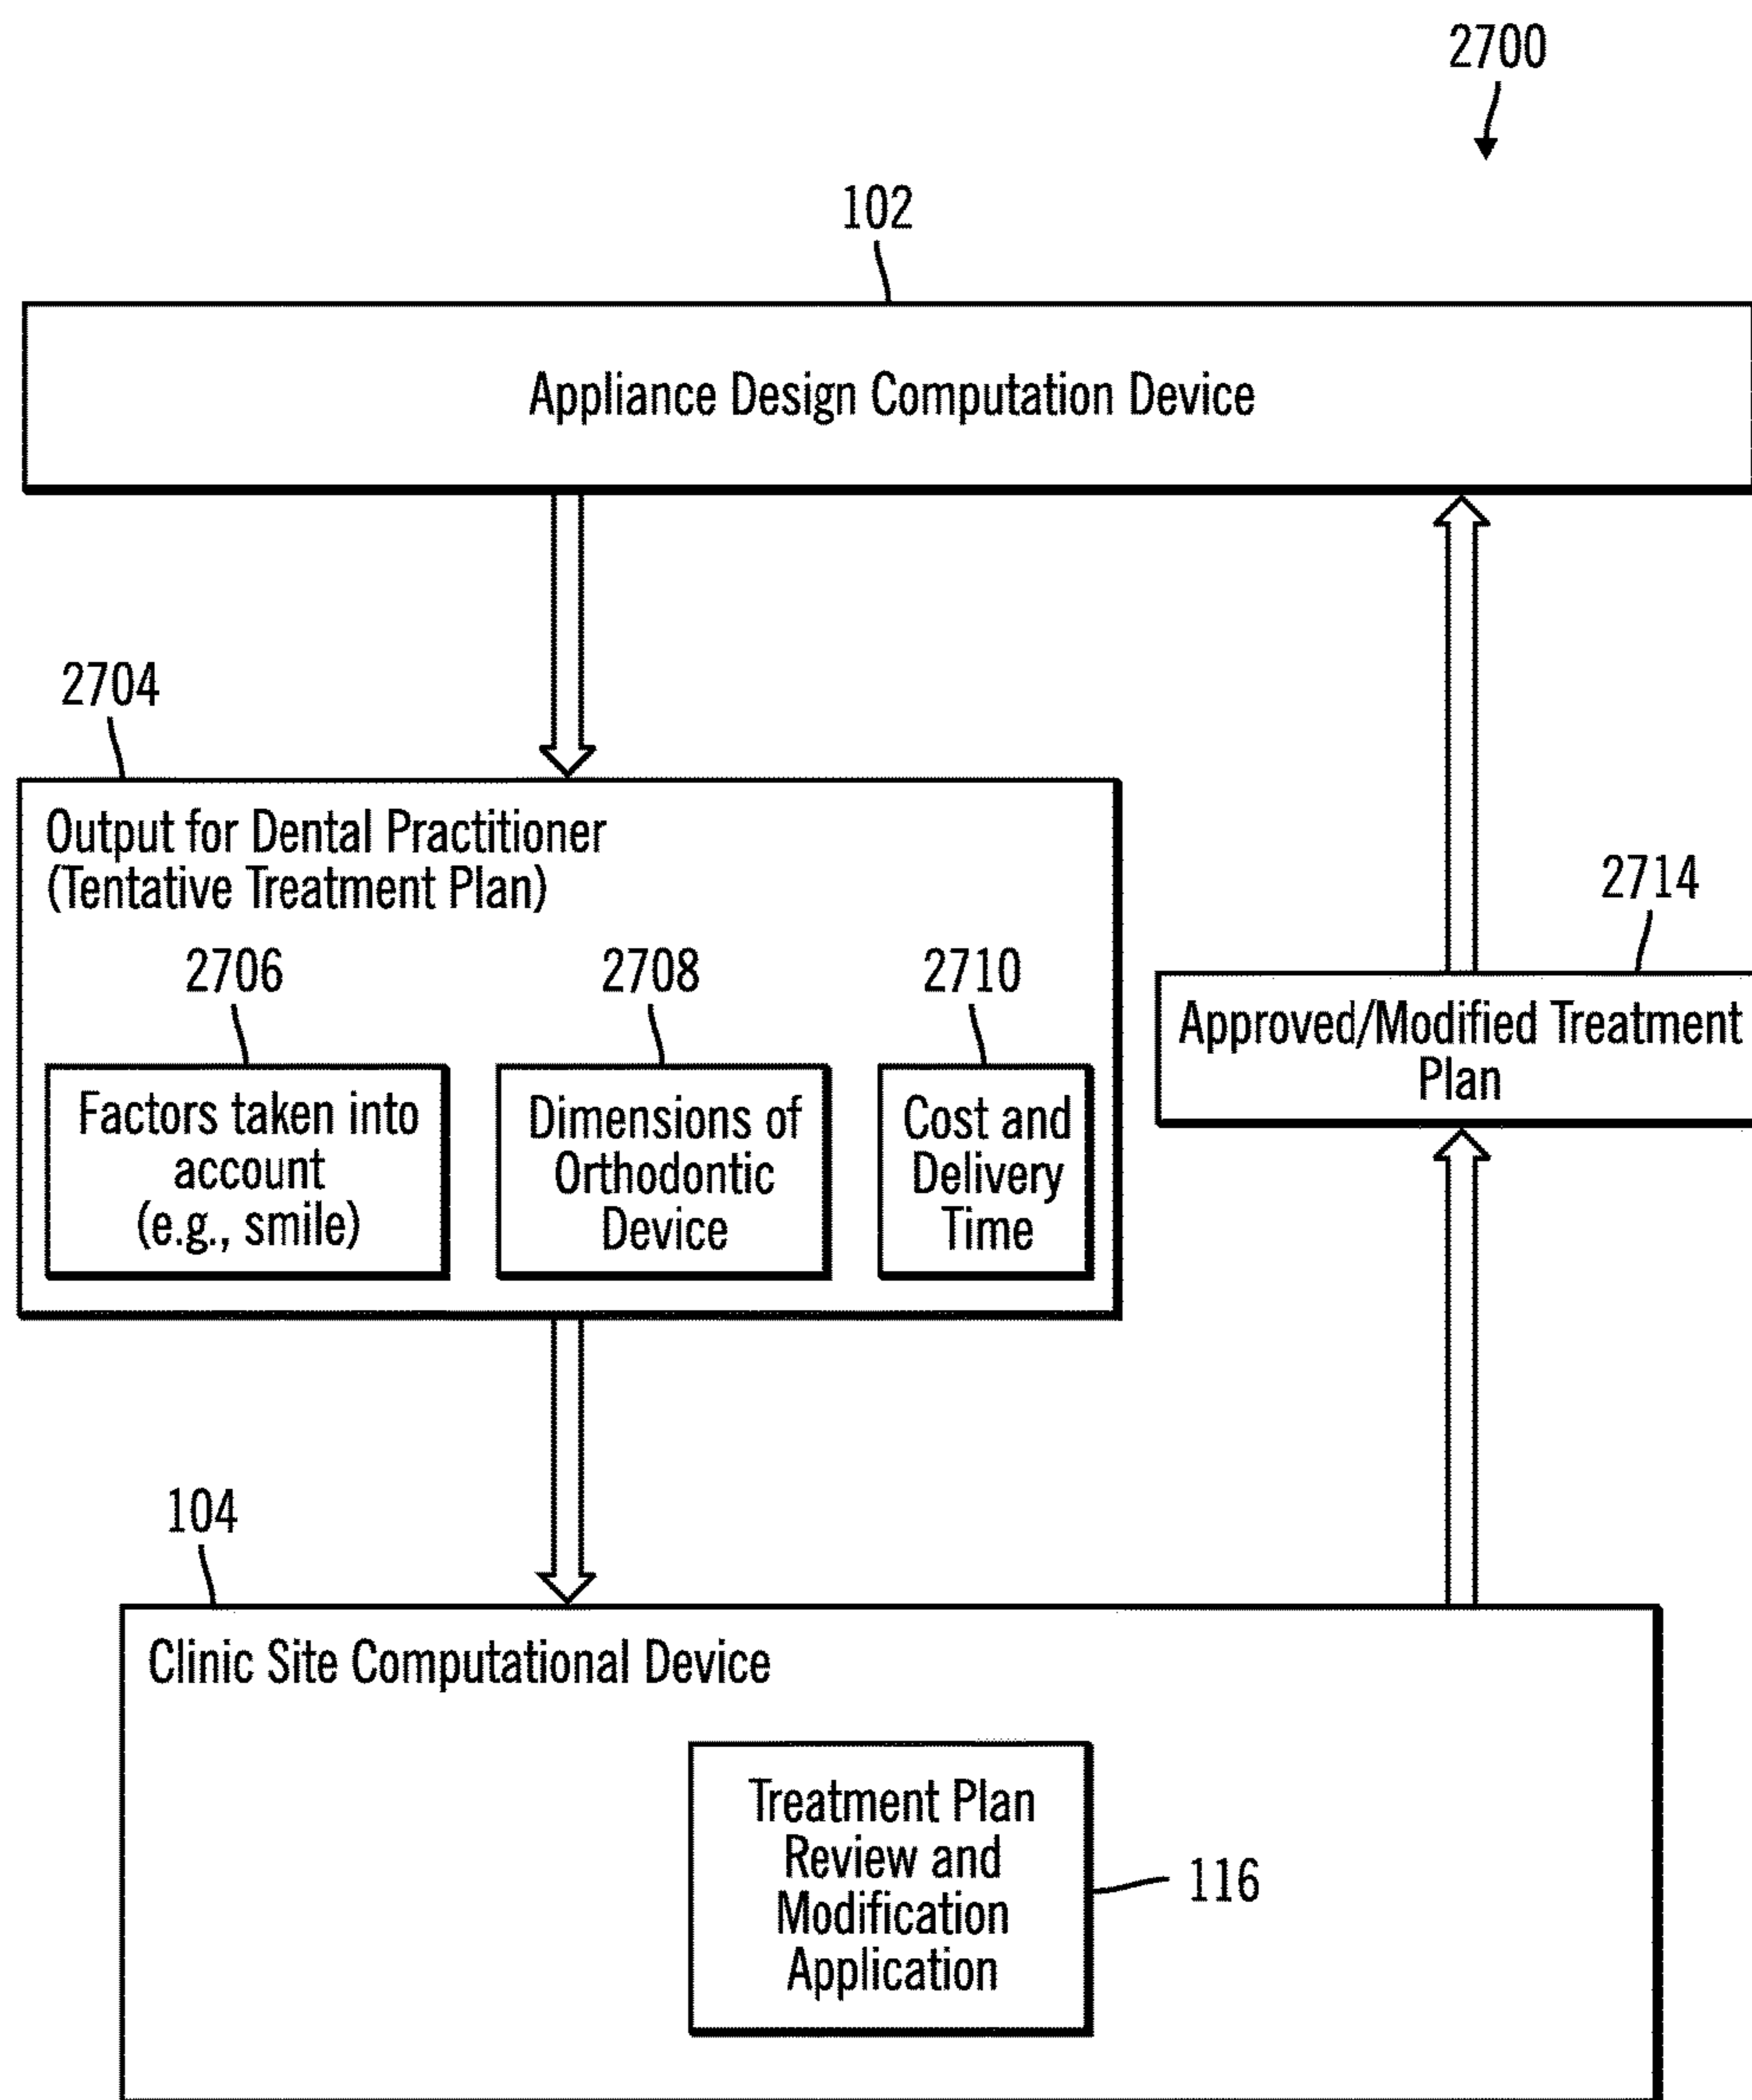 2700
102
Appliance Design Computation Device
2704
Output for Dental Practitioner
(Tentative Treatment Plan)
2706
2708
2710
Factors taken into
account
(e.g., smile)
Dimensions of
Orthodontic
Device
Cost and
Delivery
Time
2714
Approved/Modified Treatment
Plan
104
Clinic Site Computational Device
Treatment Plan
Review and
Modification
Application
116